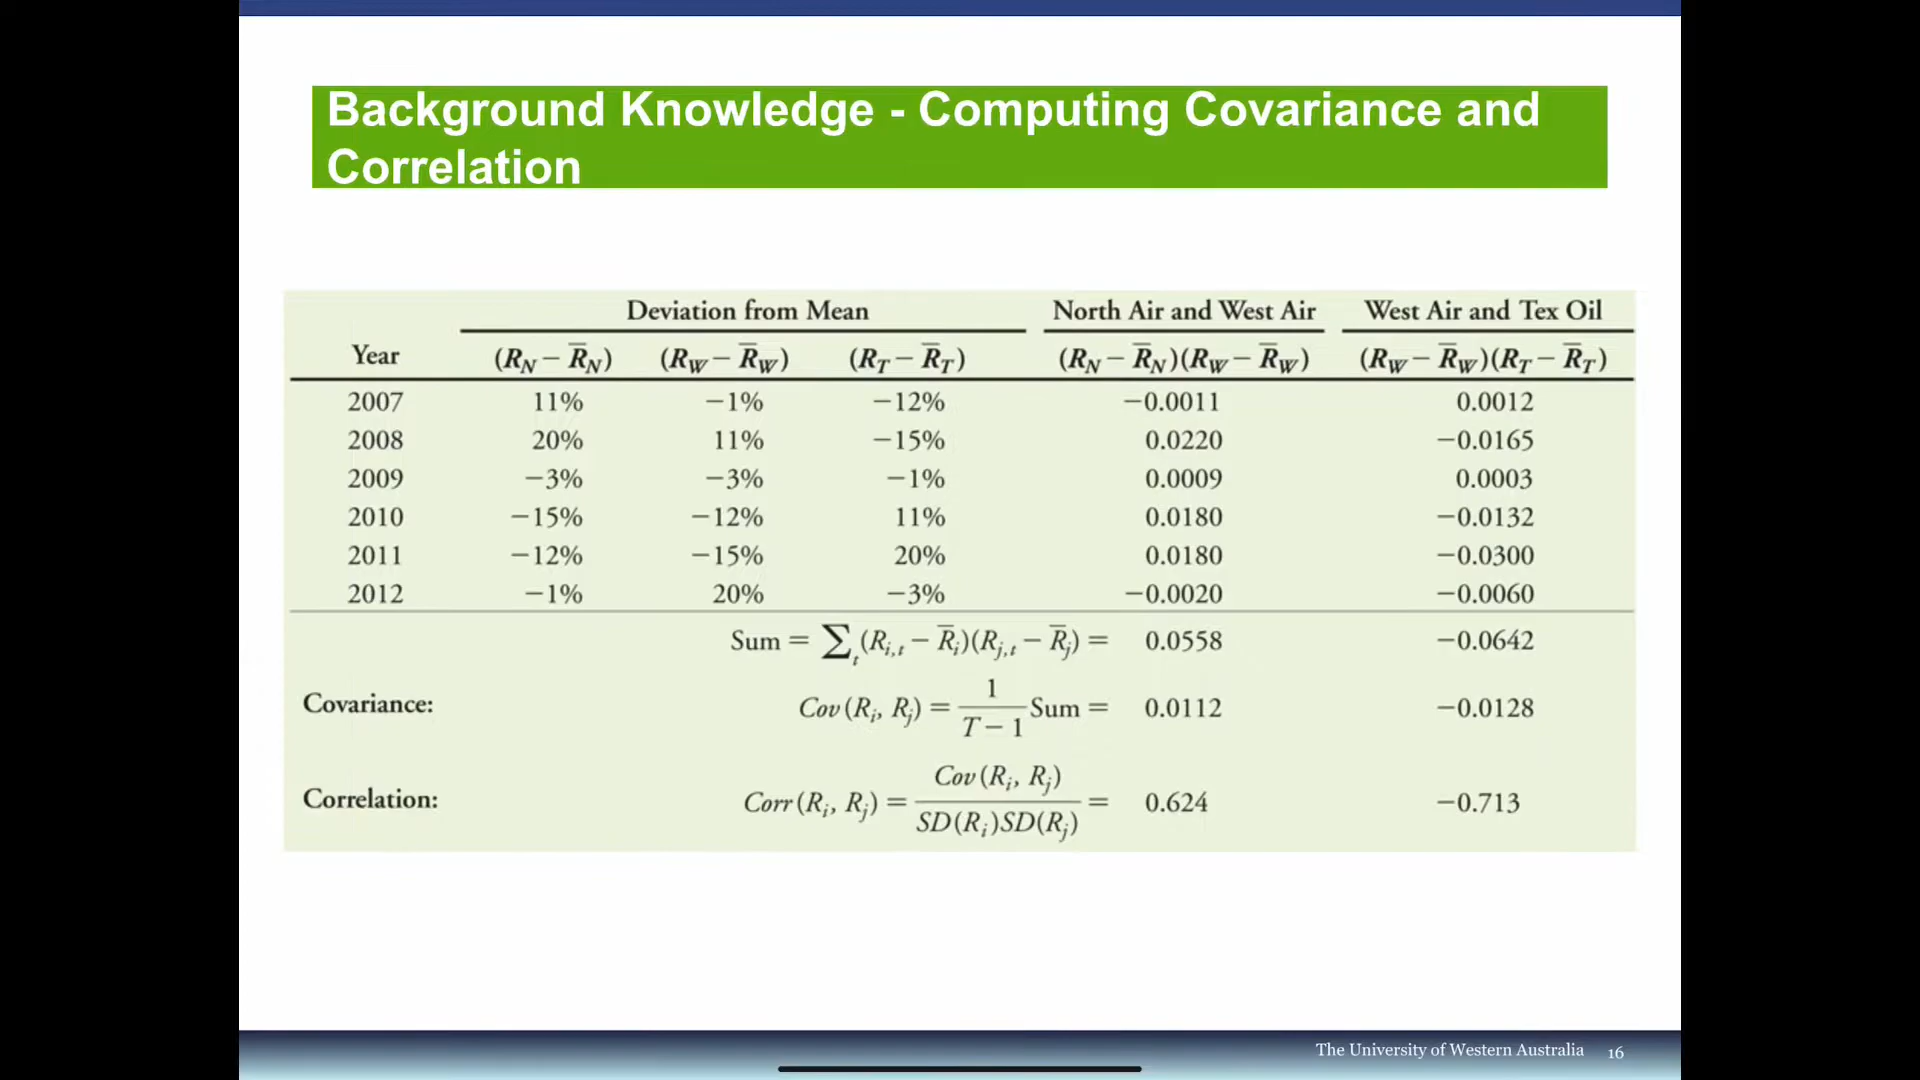 Background Knowledge - Computing Covariance and
Correlation
Deviation from Mean North Air and West Air West Air and Tex Oil
Year (R_N − R̄_N) (R_W − R̄_W) (R_T − R̄_T) (R_N − R̄_N)(R_W − R̄_W) (R_W − R̄_W)(R_T − R̄_T)
2007 11% −1% −12% −0.0011 0.0012
2008 20% 11% −15% 0.0220 −0.0165
2009 −3% −3% −1% 0.0009 0.0003
2010 −15% −12% 11% 0.0180 −0.0132
2011 −12% −15% 20% 0.0180 −0.0300
2012 −1% 20% −3% −0.0020 −0.0060
Sum = ∑_t (R_i,t − R̄_i)(R_j,t − R̄_j) = 0.0558 −0.0642
Covariance: Cov(R_i, R_j) = 1/(T − 1) Sum = 0.0112 −0.0128
Correlation: Corr(R_i, R_j) = Cov(R_i, R_j)/SD(R_i)SD(R_j) = 0.624 −0.713
The University of Western Australia 16